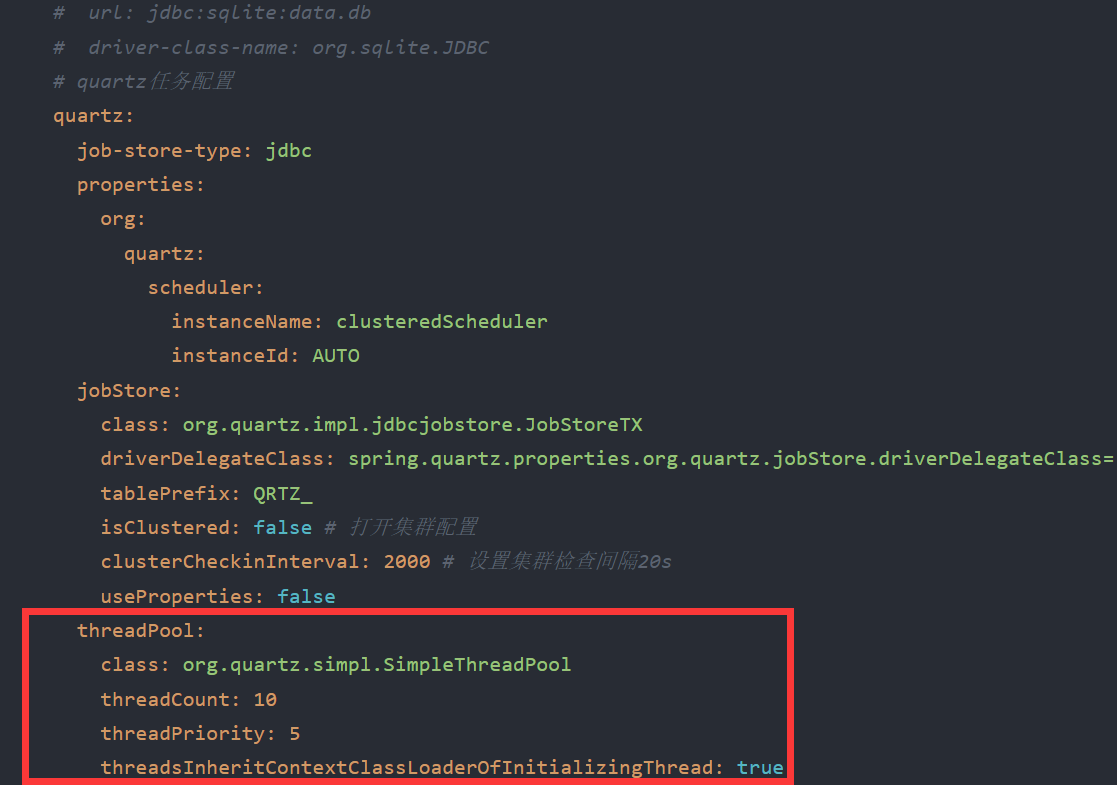 #  url: jdbc:sqlite:data.db
#  driver-class-name: org.sqlite.JDBC
# quartz任务配置
quartz:
  job-store-type: jdbc
  properties:
    org:
      quartz:
        scheduler:
          instanceName: clusteredScheduler
          instanceId: AUTO
  jobStore:
    class: org.quartz.impl.jdbcjobstore.JobStoreTX
    driverDelegateClass: spring.quartz.properties.org.quartz.jobStore.driverDelegateClass=
    tablePrefix: QRTZ_
    isClustered: false # 打开集群配置
    clusterCheckinInterval: 2000 # 设置集群检查间隔20s
    useProperties: false
  threadPool:
    class: org.quartz.simpl.SimpleThreadPool
    threadCount: 10
    threadPriority: 5
    threadsInheritContextClassLoaderOfInitializingThread: true